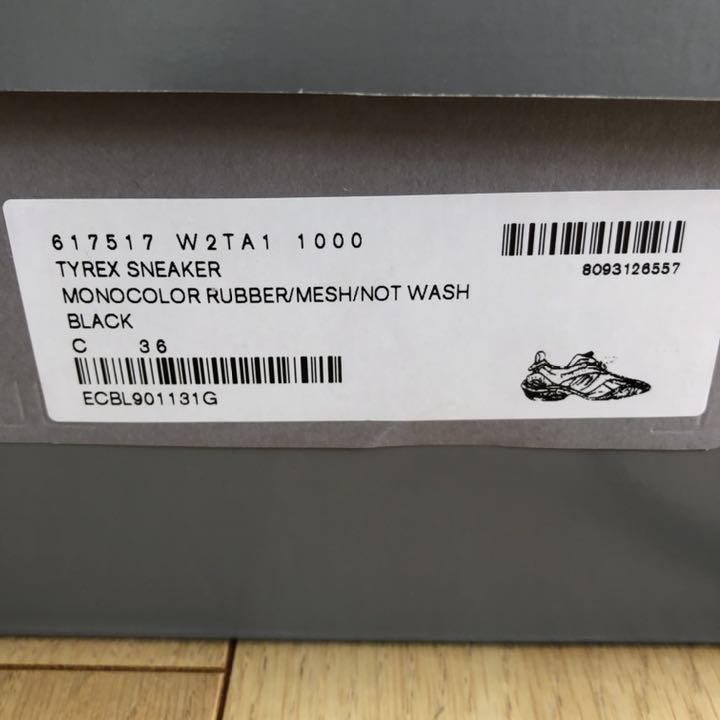 617517 W2TA1 1000
8093126557
TYREX SNEAKER
MONOCOLOR RUBBER/MESH/NOT WASH
BLACK
C 36
ECBL901131G